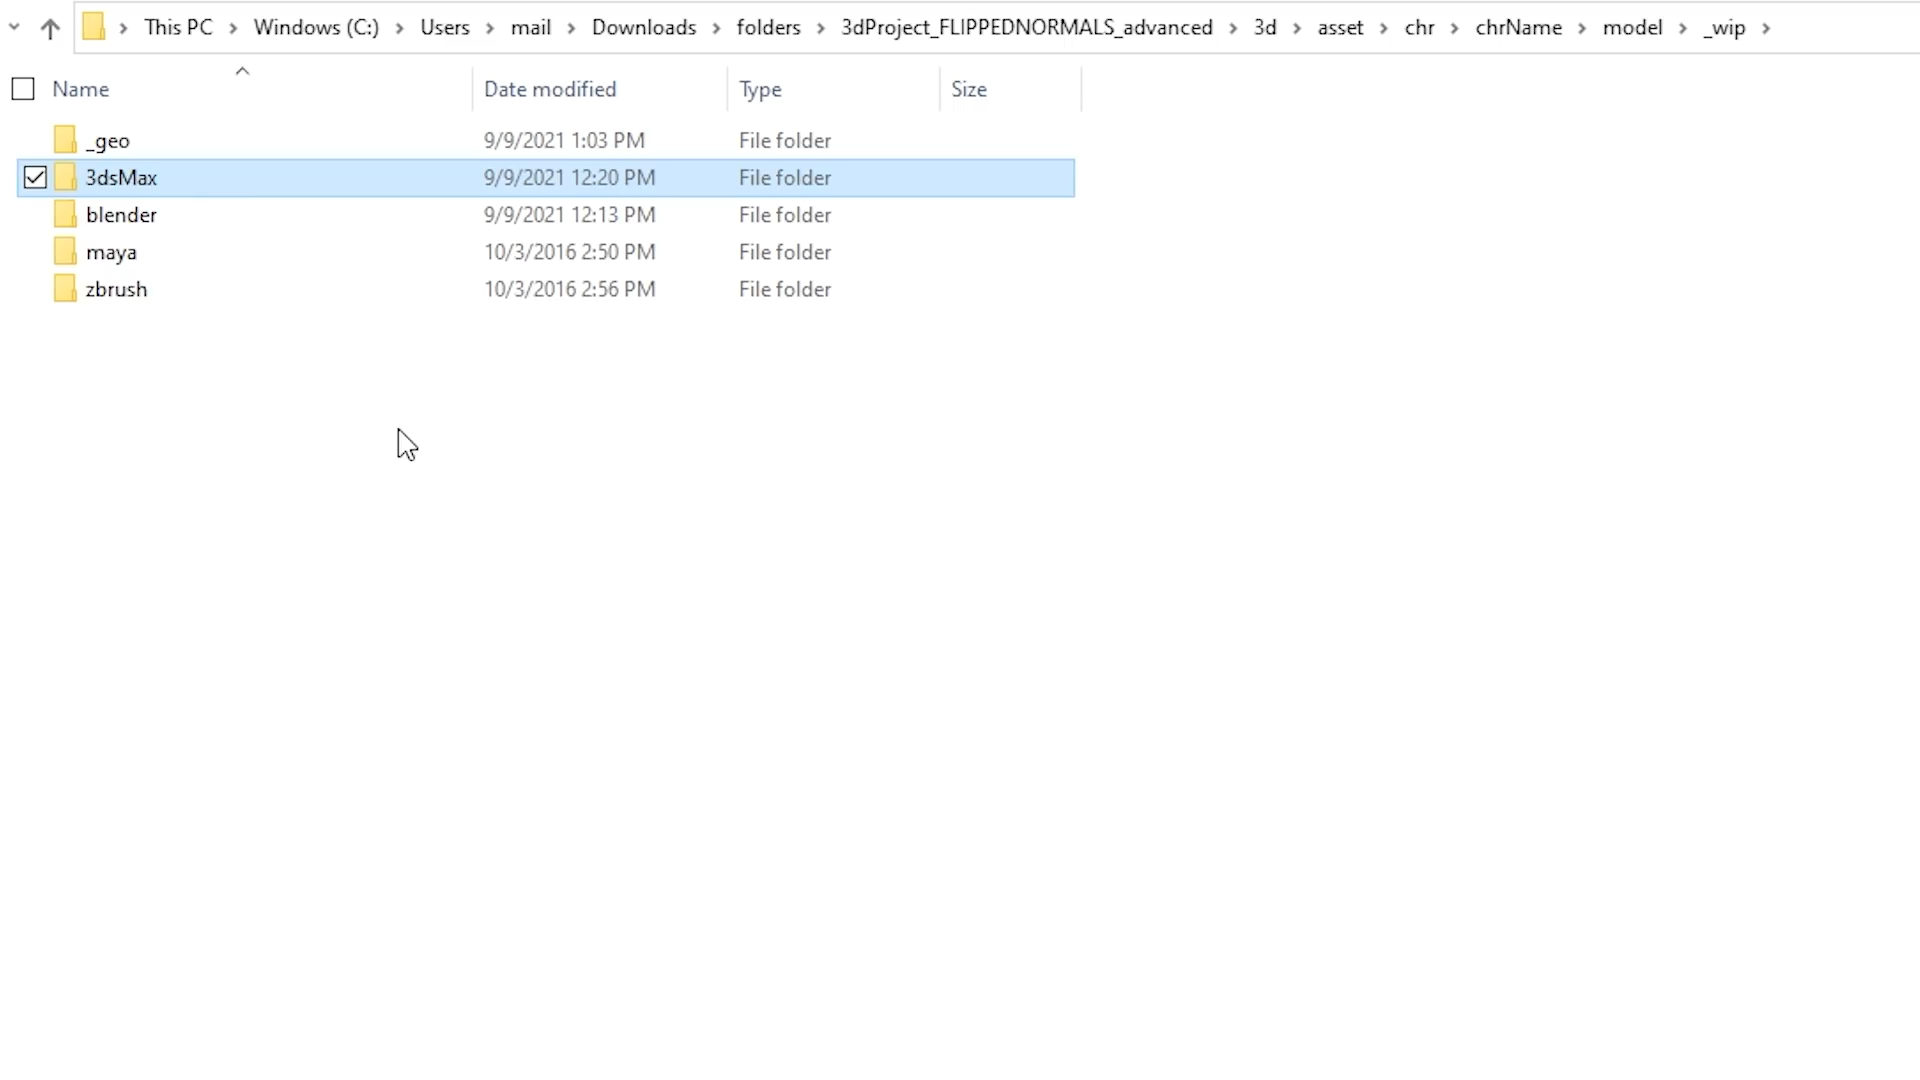 This PC > Windows (C:) > Users > mail > Downloads > folders > 3dProject_FLIPPEDNORMALS_advanced > 3d > asset > chr > chrName > model > _wip >
Name Date modified Type Size
_geo 9/9/2021 1:03 PM File folder
3dsMax 9/9/2021 12:20 PM File folder
blender 9/9/2021 12:13 PM File folder
maya 10/3/2016 2:50 PM File folder
zbrush 10/3/2016 2:56 PM File folder